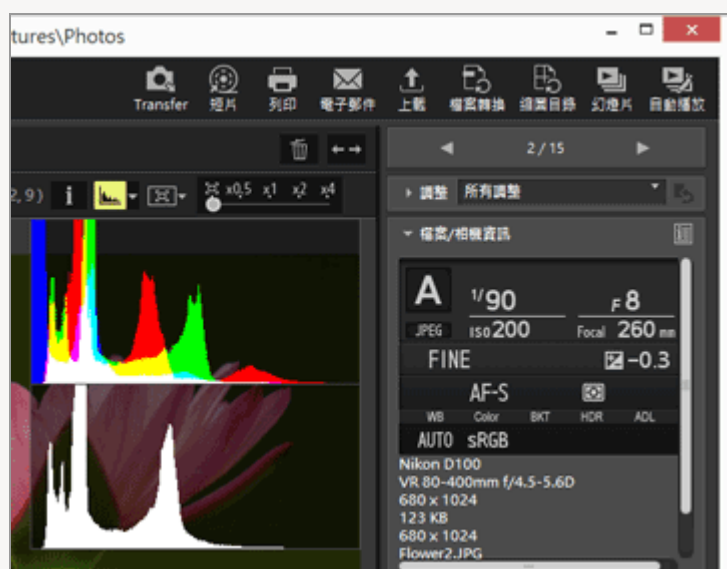 tures\Photos
Transfer 短片 列印 電子郵件 上載 檔案轉換 縮圖目錄 幻燈片 自動播放
2/15
2,9) i x0,5 x1 x2 x4
調整 所有調整
檔案/相機資訊
A 1/90 F8
JPEG ISO200 Focal 260mm
FINE -0.3
AF-S
WB Color BKT HDR ADL
AUTO sRGB
Nikon D100
VR 80-400mm f/4.5-5.6D
680 x 1024
123 KB
680 x 1024
Flower2.JPG